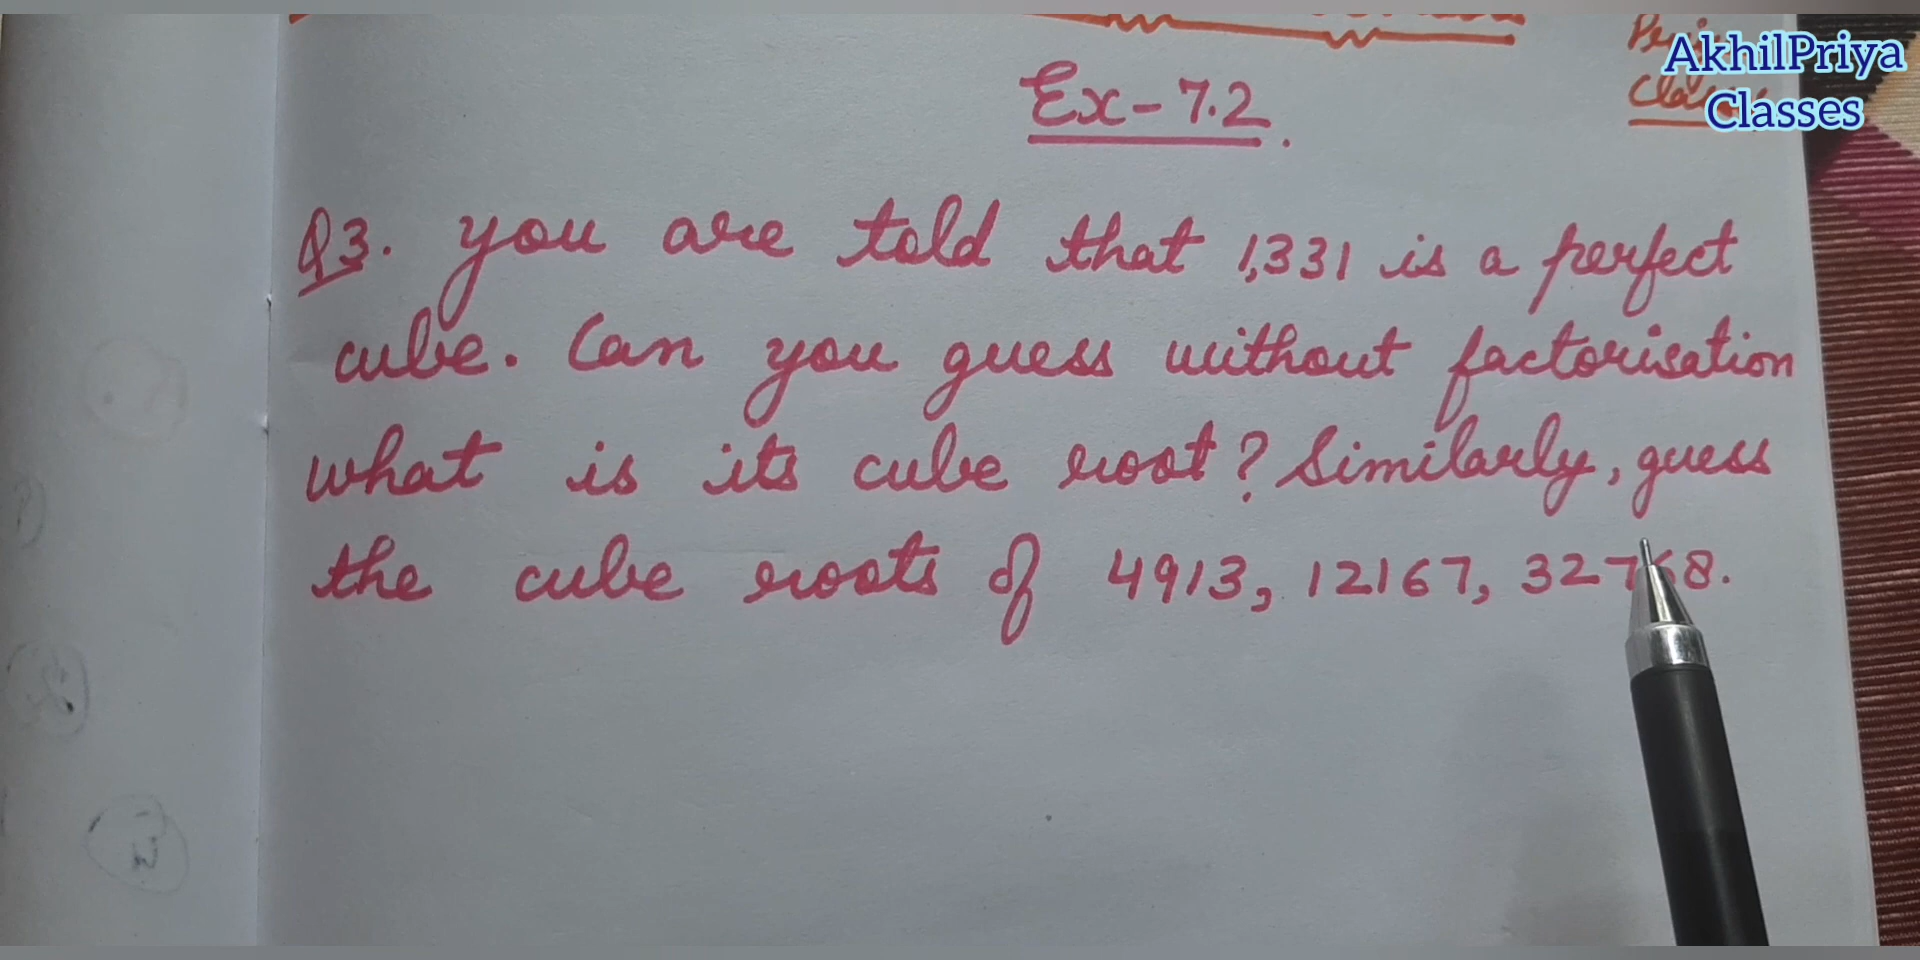 AkhilPriya
Classes
Ex-7.2.
Q3. you are told that 1,331 is a perfect
cube. Can you guess without factorisation
what is its cube root? Similarly, guess
the cube roots of 4913, 12167, 32768.